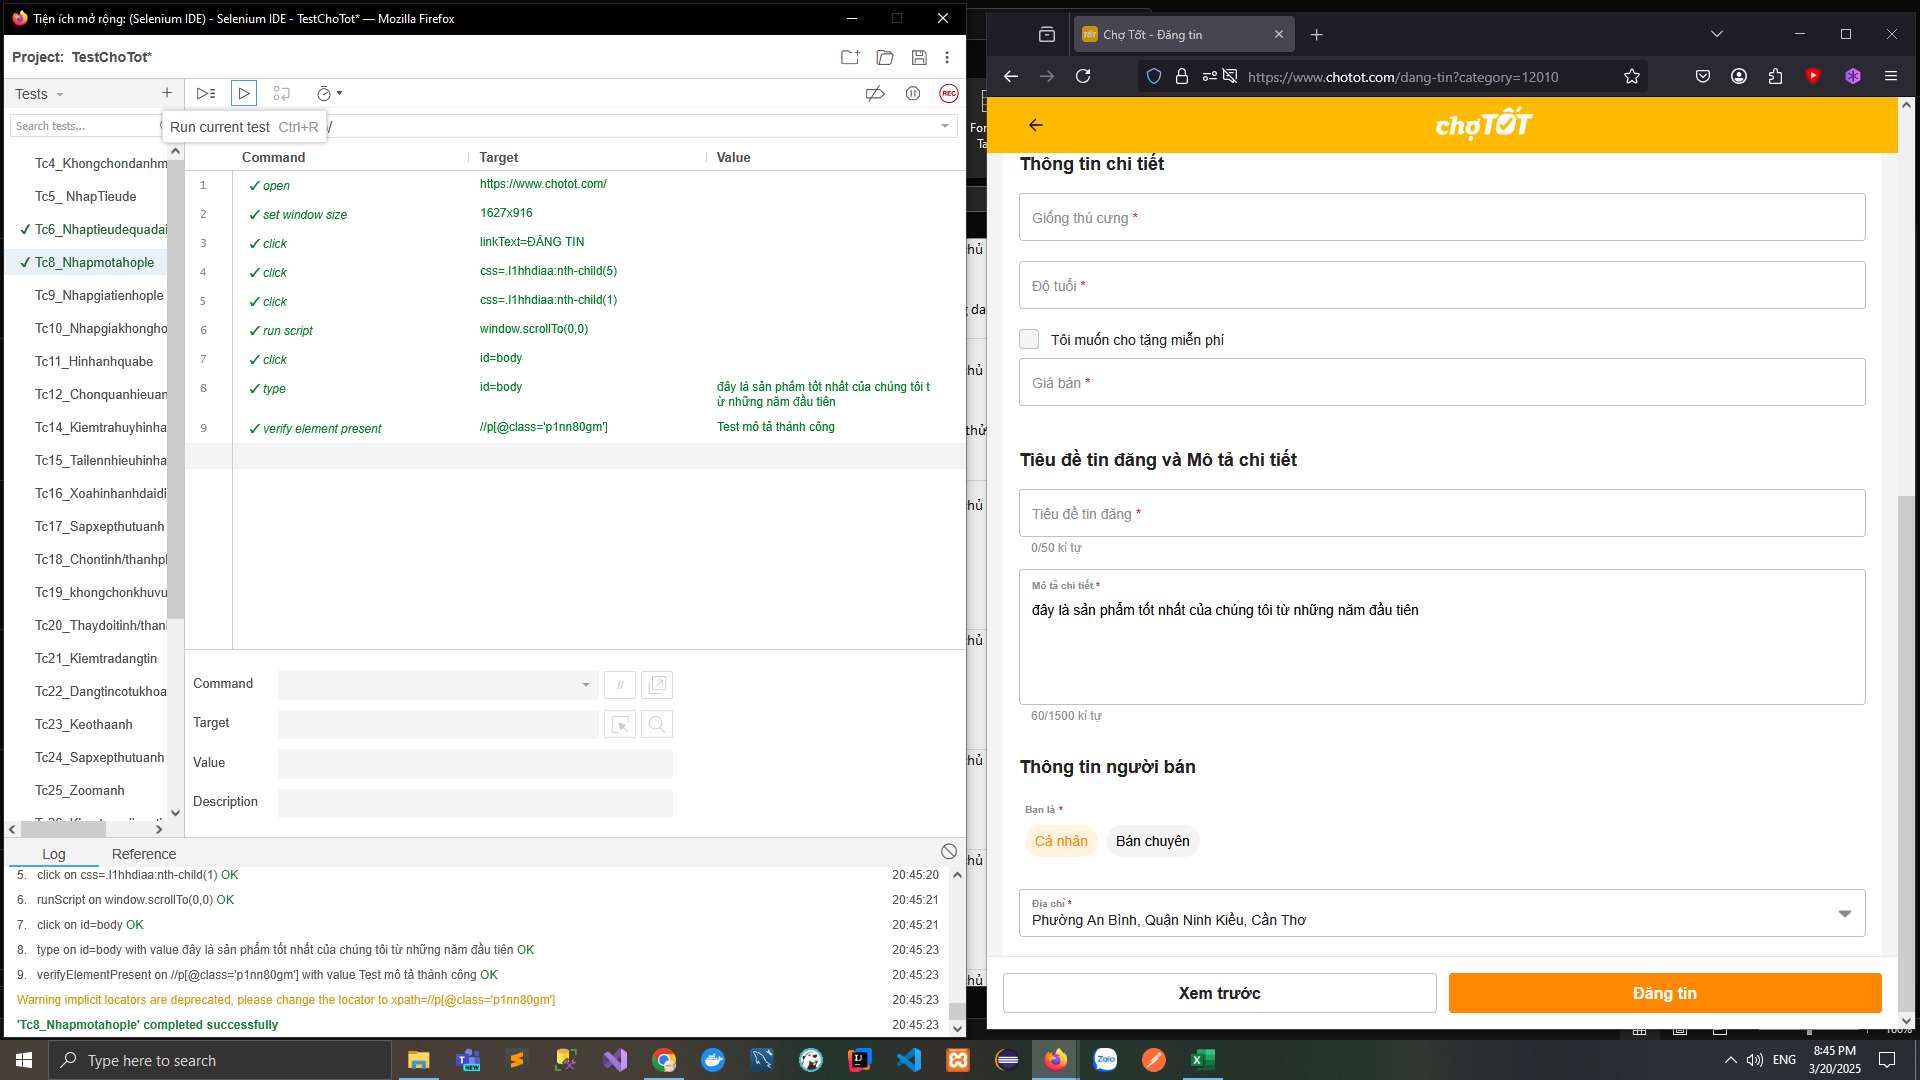 Tiện ích mở rộng: (Selenium IDE) - Selenium IDE - TestChoTot* — Mozilla Firefox
Project: TestChoTot*
Tests
Search tests...
Run current test Ctrl+R
/
Command Target Value
Tc4_Khongchondanhm
Tc5_ NhapTieude
✓ Tc6_Nhaptieudequadai
✓ Tc8_Nhapmotahople
Tc9_Nhapgiatienhople
Tc10_Nhapgiakhongho
Tc11_Hinhanhquabe
Tc12_Chonquanhieuan
Tc14_Kiemtrahuyhinha
Tc15_Tailennhieuhinha
Tc16_Xoahinhanhdaidi
Tc17_Sapxepthutuanh
Tc18_Chontinh/thanhpl
Tc19_khongchonkhuvu
Tc20_Thaydoitinh/thanl
Tc21_Kiemtradangtin
Tc22_Dangtincotukhoa
Tc23_Keothaanh
Tc24_Sapxepthutuanh
Tc25_Zoomanh
1 ✓ open https://www.chotot.com/
2 ✓ set window size 1627x916
3 ✓ click linkText=ĐĂNG TIN
4 ✓ click css=.l1hhdiaa:nth-child(5)
5 ✓ click css=.l1hhdiaa:nth-child(1)
6 ✓ run script window.scrollTo(0,0)
7 ✓ click id=body
8 ✓ type id=body đây là sản phẩm tốt nhất của chúng tôi t
ừ những năm đầu tiên
9 ✓ verify element present //p[@class='p1nn80gm'] Test mô tả thành công
Command
//
Target
Value
Description
Log Reference
5. click on css=.l1hhdiaa:nth-child(1) OK 20:45:20
6. runScript on window.scrollTo(0,0) OK 20:45:21
7. click on id=body OK 20:45:21
8. type on id=body with value đây là sản phẩm tốt nhất của chúng tôi từ những năm đầu tiên OK 20:45:23
9. verifyElementPresent on //p[@class='p1nn80gm'] with value Test mô tả thành công OK 20:45:23
Warning implicit locators are deprecated, please change the locator to xpath=//p[@class='p1nn80gm'] 20:45:23
'Tc8_Nhapmotahople' completed successfully 20:45:23
REC
Chợ Tốt - Đăng tin
https://www.chotot.com/dang-tin?category=12010
chợTỐT
Thông tin chi tiết
Giống thú cưng *
Độ tuổi *
Tôi muốn cho tặng miễn phí
Giá bán *
Tiêu đề tin đăng và Mô tả chi tiết
Tiêu đề tin đăng *
0/50 kí tự
Mô tả chi tiết *
đây là sản phẩm tốt nhất của chúng tôi từ những năm đầu tiên
60/1500 kí tự
Thông tin người bán
Bạn là *
Cá nhân Bán chuyên
Địa chỉ *
Phường An Bình, Quận Ninh Kiều, Cần Thơ
Xem trước Đăng tin
Type here to search
ENG
8:45 PM
3/20/2025